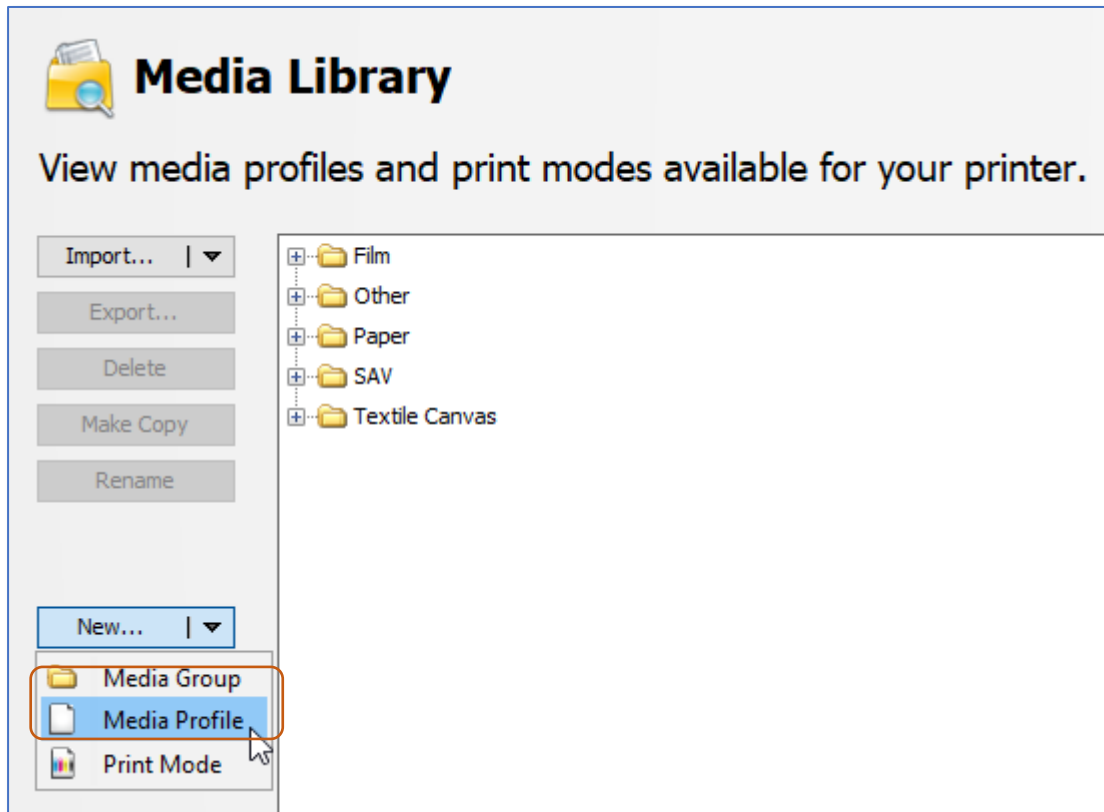 Media Library
View media profiles and print modes available for your printer.
Import...
Export...
Delete
Make Copy
Rename
New...
Media Group
Media Profile
Print Mode
Film
Other
Paper
SAV
Textile Canvas